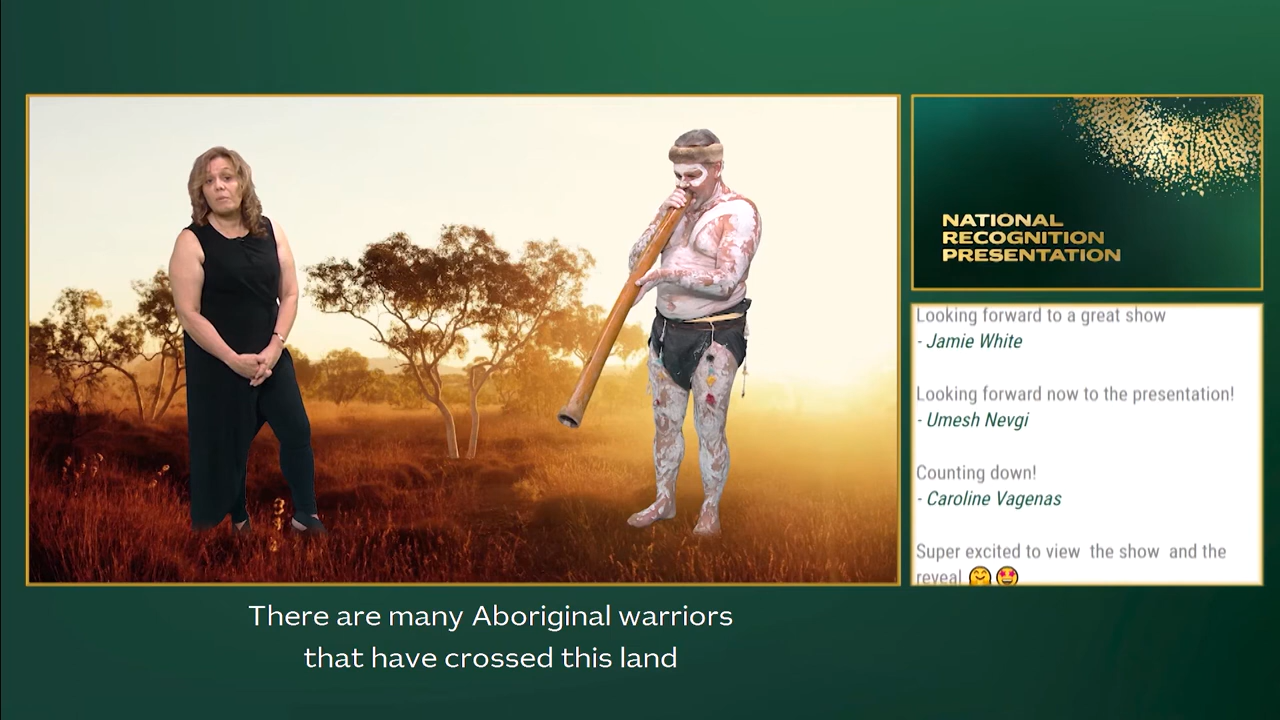 NATIONAL
RECOGNITION
PRESENTATION
Looking forward to a great show
- Jamie White
Looking forward now to the presentation!
- Umesh Nevgi
Counting down!
- Caroline Vagenas
Super excited to view the show and the
reveal 🤗🤩
There are many Aboriginal warriors
that have crossed this land